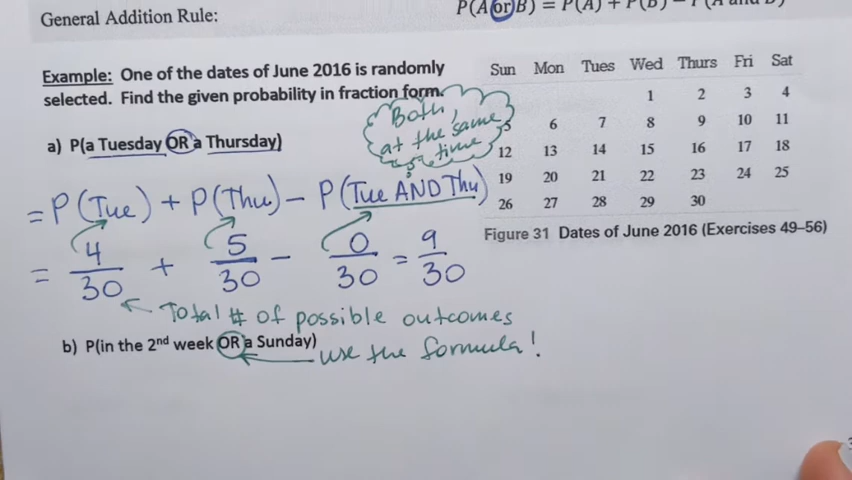 General Addition Rule:
P(A or B) = P(A) + P(B) - P(A and B)
Example: One of the dates of June 2016 is randomly
selected. Find the given probability in fraction form.
Both,
at the same
time
Sun Mon Tues Wed Thurs Fri Sat
1 2 3 4
5 6 7 8 9 10 11
12 13 14 15 16 17 18
19 20 21 22 23 24 25
26 27 28 29 30
Figure 31 Dates of June 2016 (Exercises 49–56)
a) P(a Tuesday OR a Thursday)
= P(Tue) + P(Thu) - P(Tue AND Thu)
= 4/30 + 5/30 - 0/30 = 9/30
Total # of possible outcomes
b) P(in the 2nd week OR a Sunday)
use the formula!